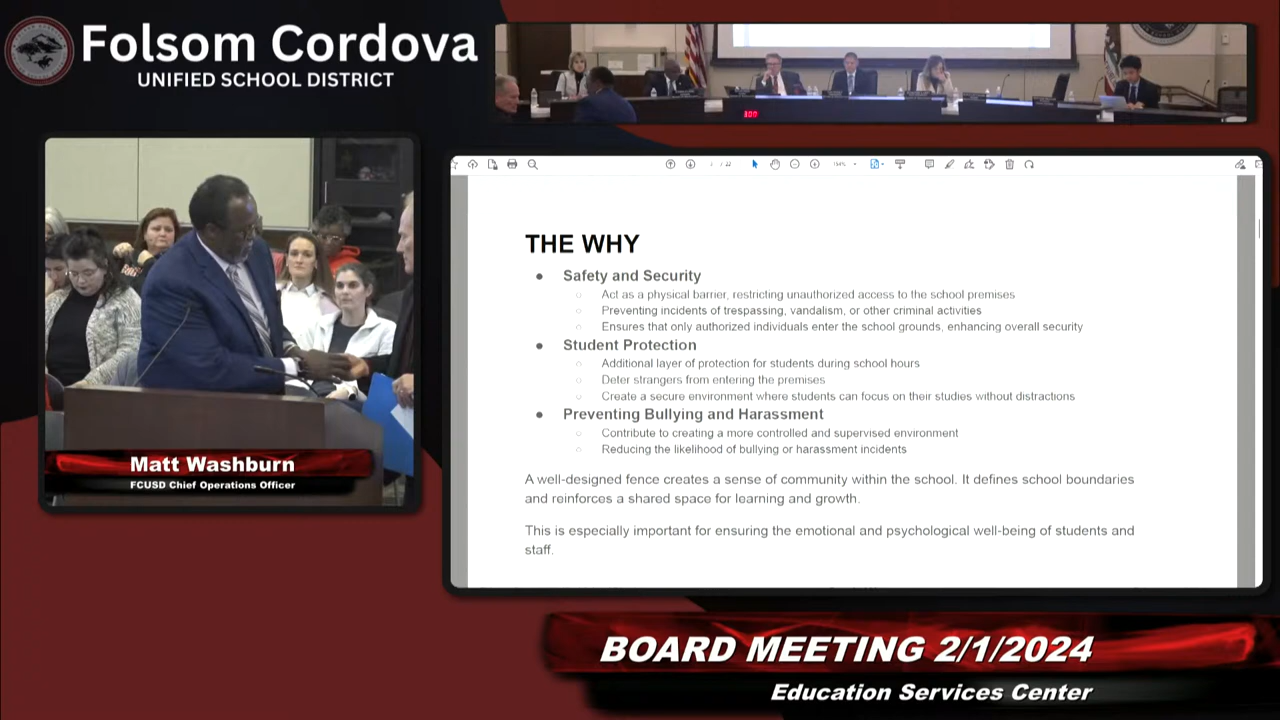 Folsom Cordova
UNIFIED SCHOOL DISTRICT
THE WHY
Safety and Security
Act as a physical barrier, restricting unauthorized access to the school premises
Preventing incidents of trespassing, vandalism, or other criminal activities
Ensures that only authorized individuals enter the school grounds, enhancing overall security
Student Protection
Additional layer of protection for students during school hours
Deter strangers from entering the premises
Create a secure environment where students can focus on their studies without distractions
Preventing Bullying and Harassment
Contribute to creating a more controlled and supervised environment
Reducing the likelihood of bullying or harassment incidents
A well-designed fence creates a sense of community within the school. It defines school boundaries
and reinforces a shared space for learning and growth.
This is especially important for ensuring the emotional and psychological well-being of students and
staff.
Matt Washburn
FCUSD Chief Operations Officer
BOARD MEETING 2/1/2024
Education Services Center